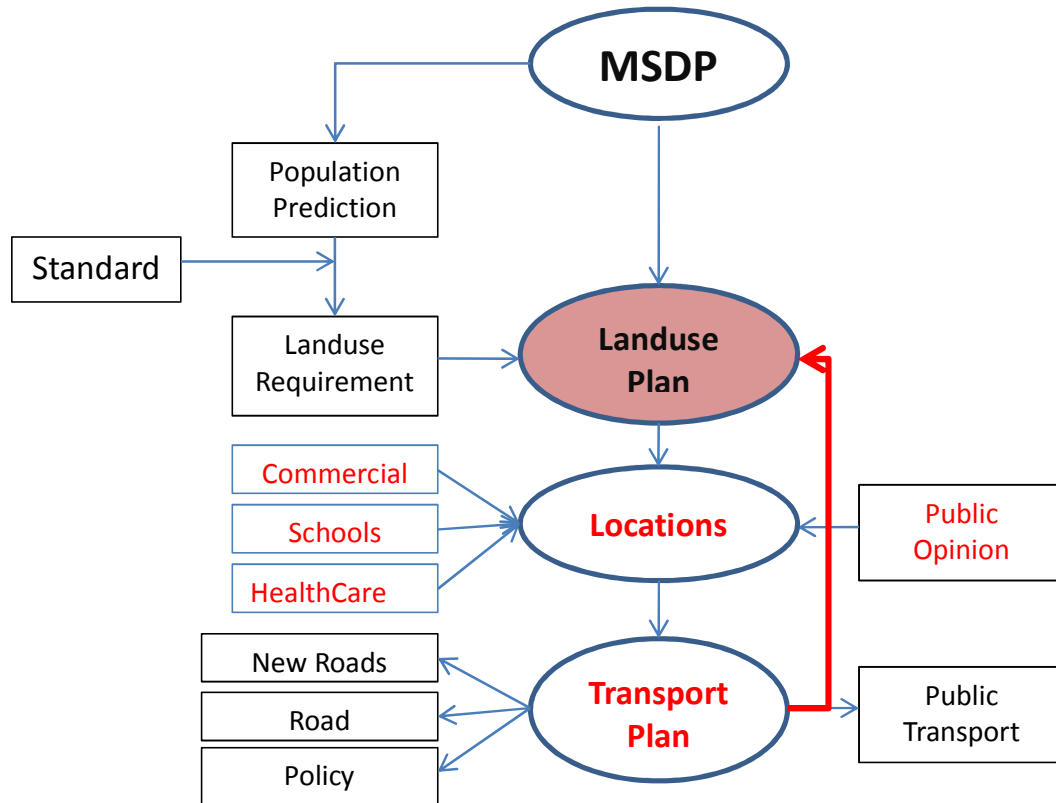 MSDP
Population
Prediction
Standard
Landuse
Requirement
Landuse
Plan
Commercial
Schools
HealthCare
Locations
Public
Opinion
New Roads
Road
Policy
Transport
Plan
Public
Transport